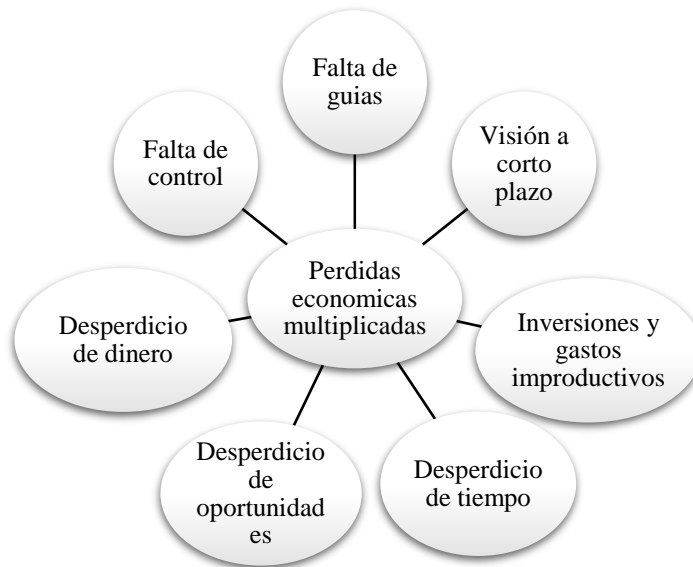 Falta de
guias
Falta de
control
Visión a
corto
plazo
Perdidas
economicas
multiplicadas
Desperdicio
de dinero
Inversiones y
gastos
improductivos
Desperdicio
de
oportunidad
es
Desperdicio
de tiempo